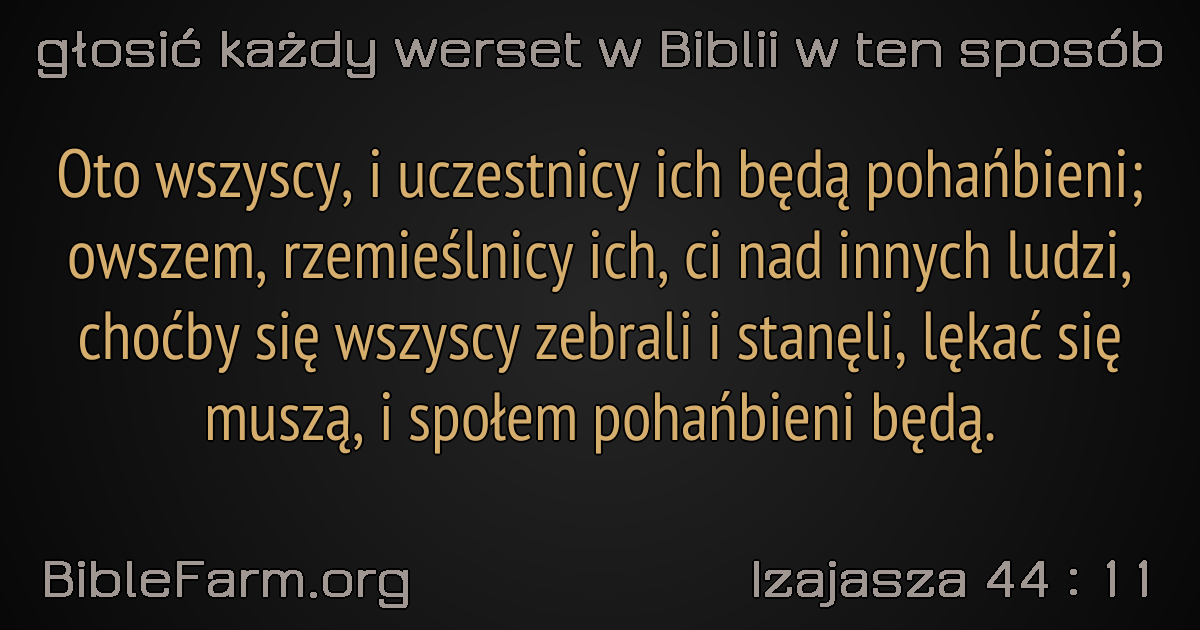 głosić każdy werset w Biblii w ten sposób
Oto wszyscy, i uczestnicy ich będą pohańbieni;
owszem, rzemieślnicy ich, ci nad innych ludzi,
choćby się wszyscy zebrali i stanęli, lękać się
muszą, i społem pohańbieni będą.
BibleFarm.org
Izajasza 44 : 11